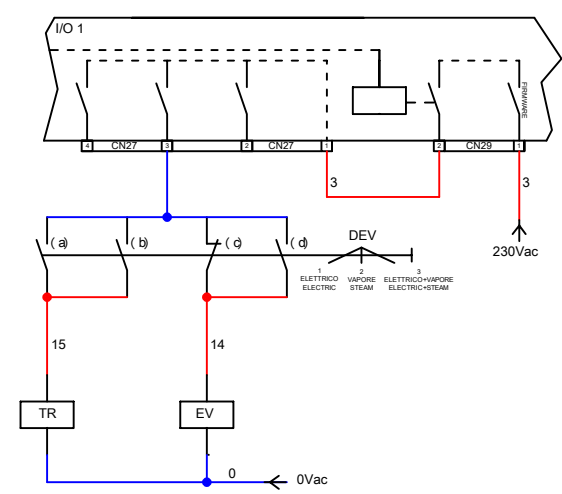 I/O 1
FIRMWARE
4 CN27 3 2 CN27 1 2 CN29 1
3 3
230Vac
(a) (b) (c) (d) DEV
1 2 3
ELETTRICO VAPORE ELETTRICO+VAPORE
ELECTRIC STEAM ELECTRIC+STEAM
15 14
TR EV
0 0Vac